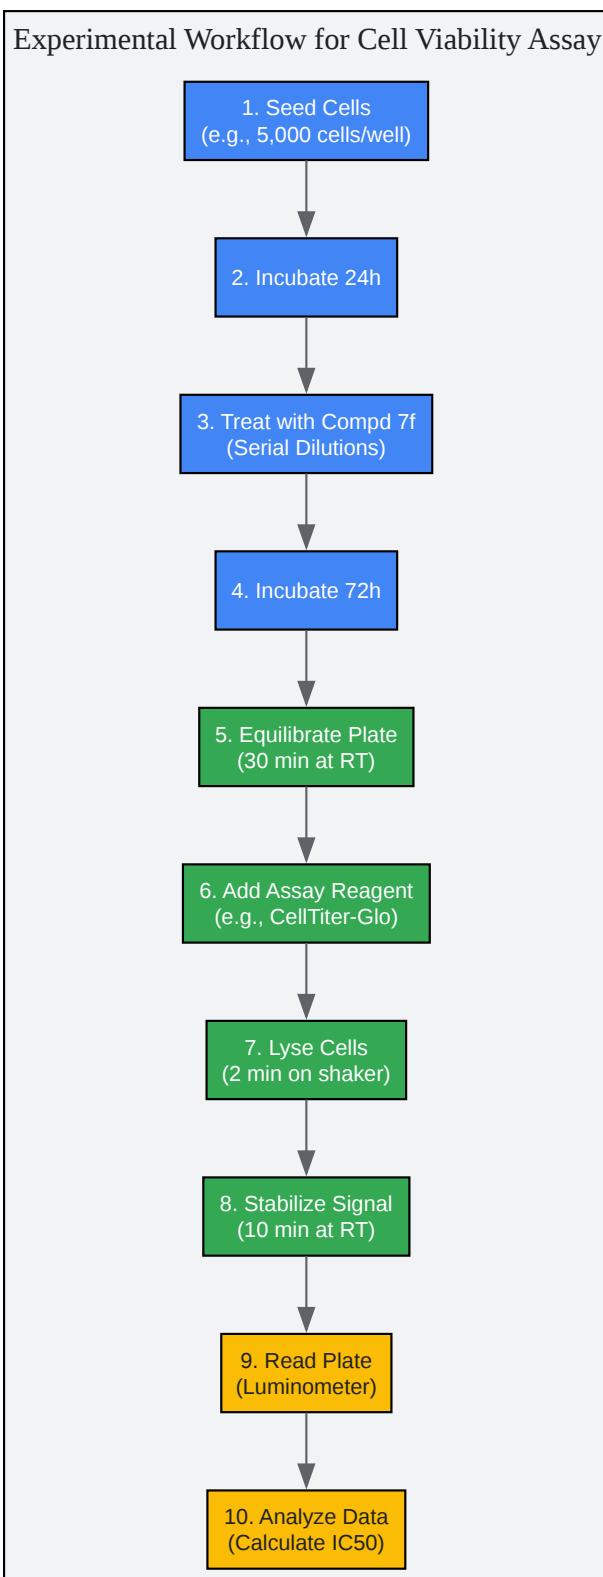 Experimental Workflow for Cell Viability Assay
1. Seed Cells
(e.g., 5,000 cells/well)
2. Incubate 24h
3. Treat with Compd 7f
(Serial Dilutions)
4. Incubate 72h
5. Equilibrate Plate
(30 min at RT)
6. Add Assay Reagent
(e.g., CellTiter-Glo)
7. Lyse Cells
(2 min on shaker)
8. Stabilize Signal
(10 min at RT)
9. Read Plate
(Luminometer)
10. Analyze Data
(Calculate IC50)